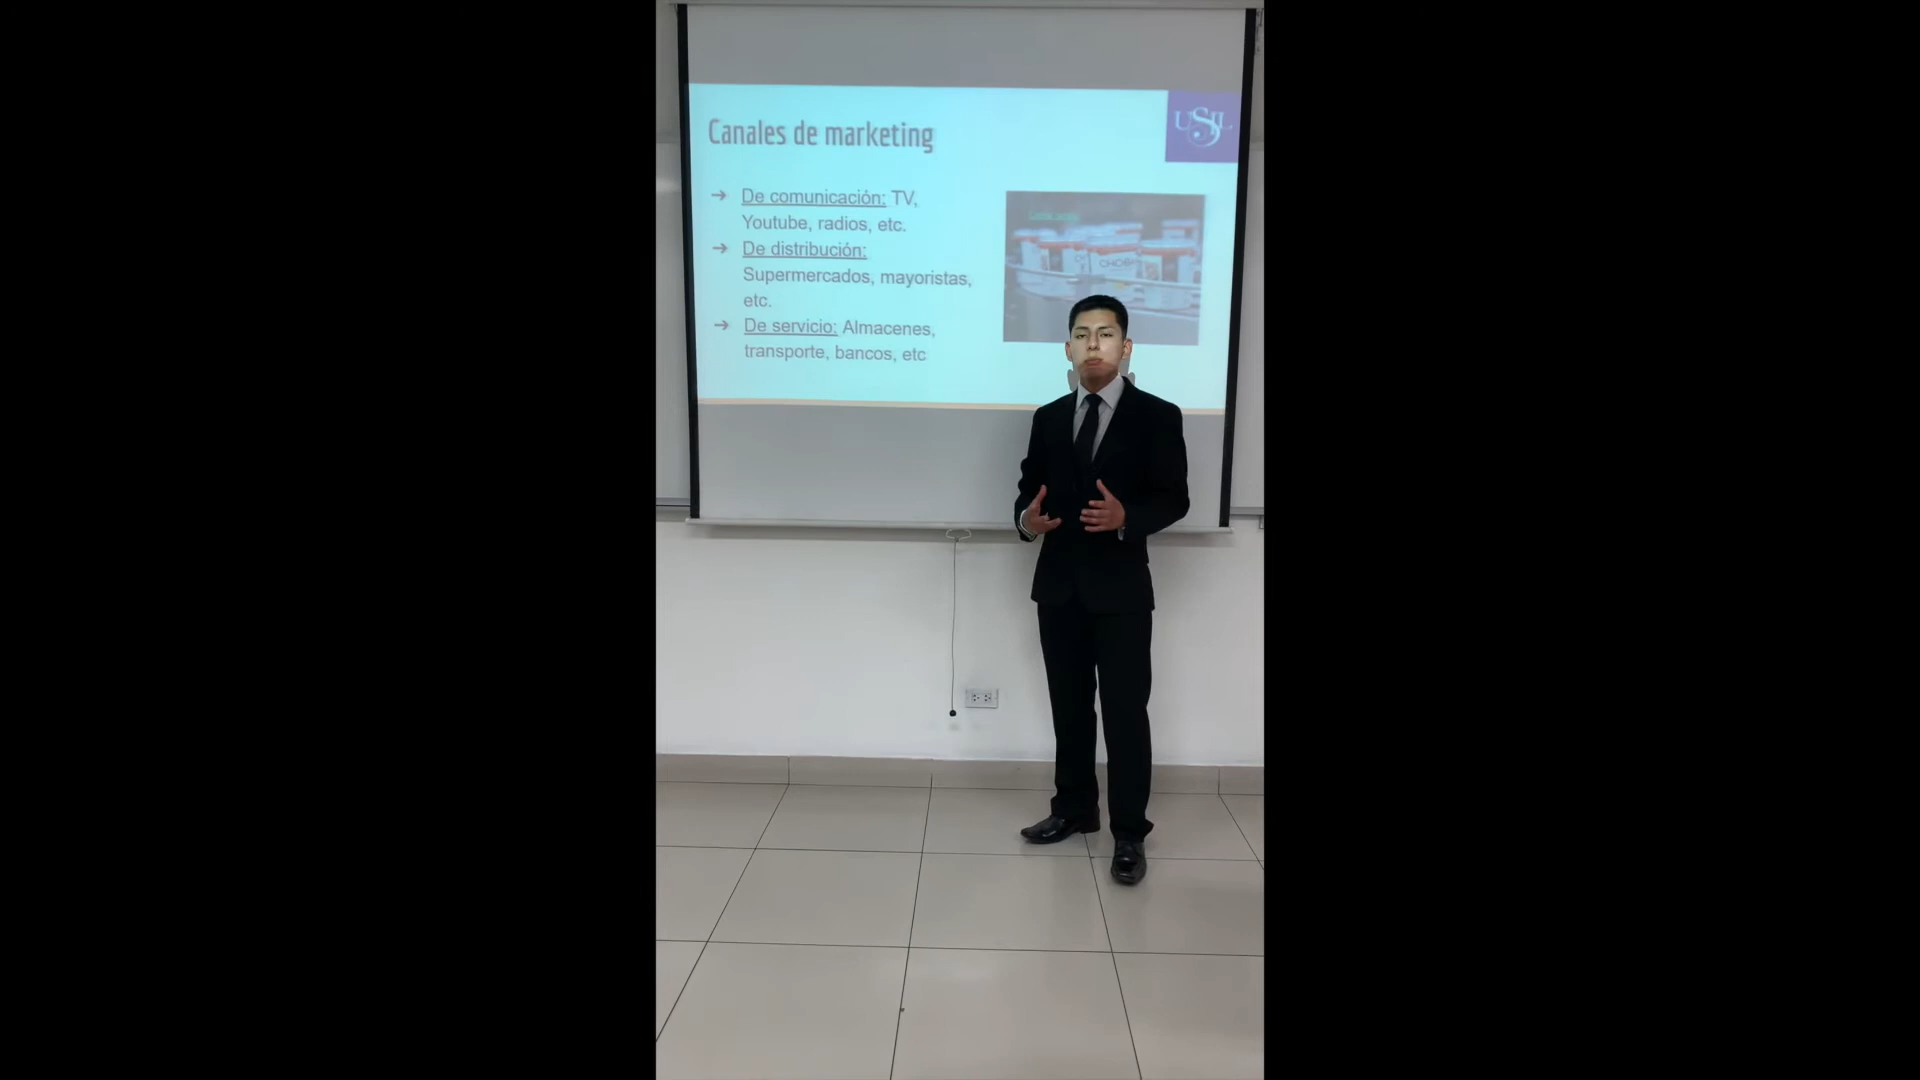 Canales de marketing
USIL
➔ De comunicación: TV,
Youtube, radios, etc.
➔ De distribución:
Supermercados, mayoristas,
etc.
➔ De servicio: Almacenes,
transporte, bancos, etc